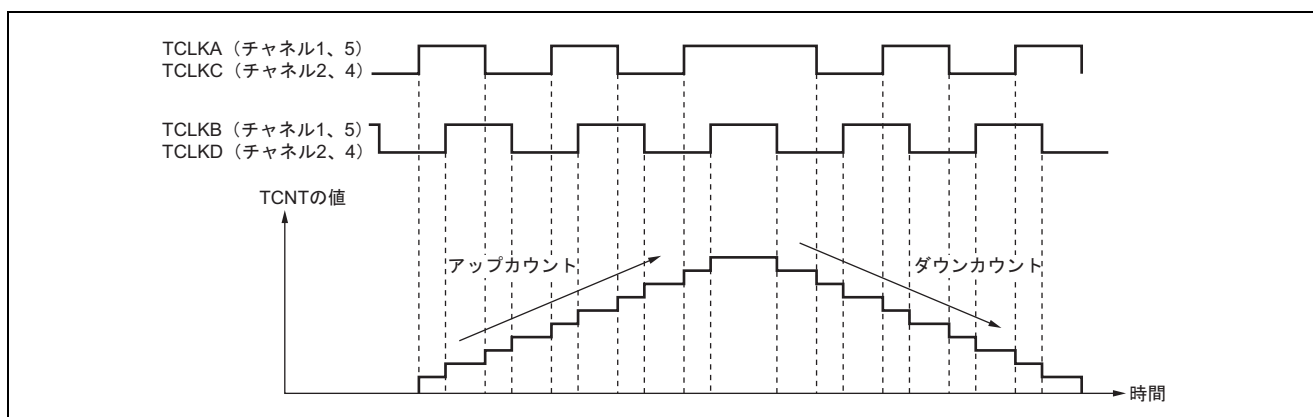 TCLKA（チャネル1、5）
TCLKC（チャネル2、4）
TCLKB（チャネル1、5）
TCLKD（チャネル2、4）
TCNTの値
アップカウント
ダウンカウント
時間